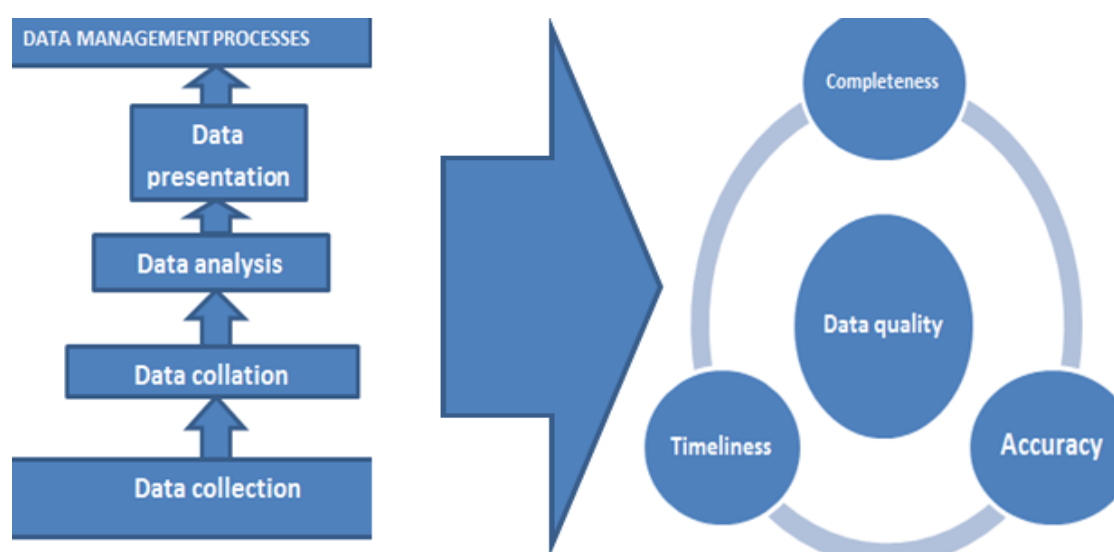 DATA MANAGEMENT PROCESSES
Data
presentation
Data analysis
Data collation
Data collection
Completeness
Data quality
Timeliness
Accuracy